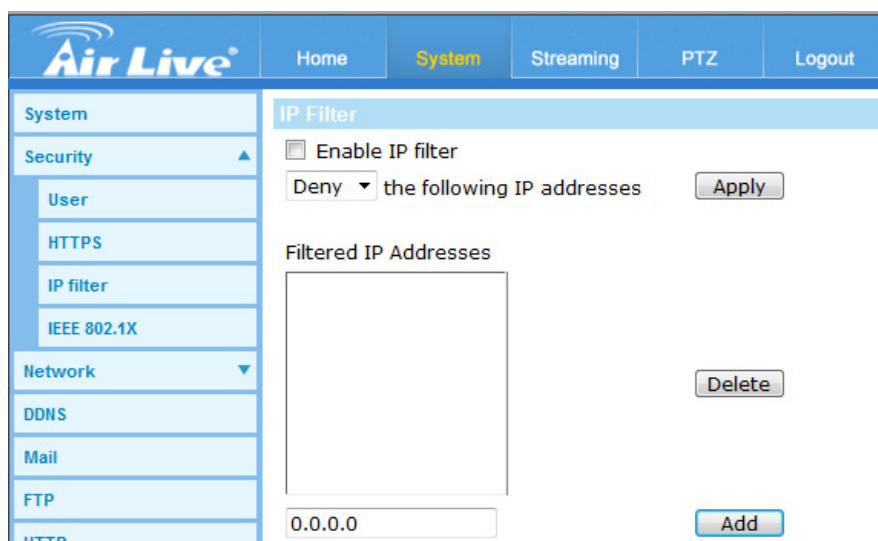 Air Live®
Home System Streaming PTZ Logout
System
Security
User
HTTPS
IP filter
IEEE 802.1X
Network
DDNS
Mail
FTP
HTTP
IP Filter
Enable IP filter
Deny the following IP addresses Apply
Filtered IP Addresses
Delete
0.0.0.0 Add